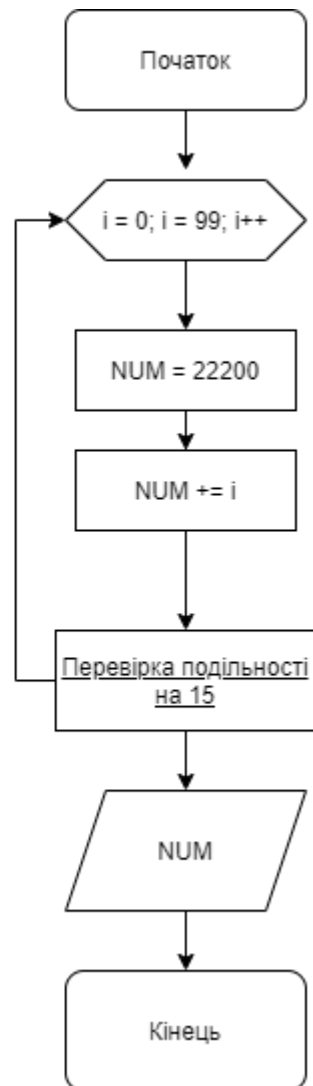 Початок
i = 0; i = 99; i++
NUM = 22200
NUM += i
Перевірка подільності
на 15
NUM
Кінець